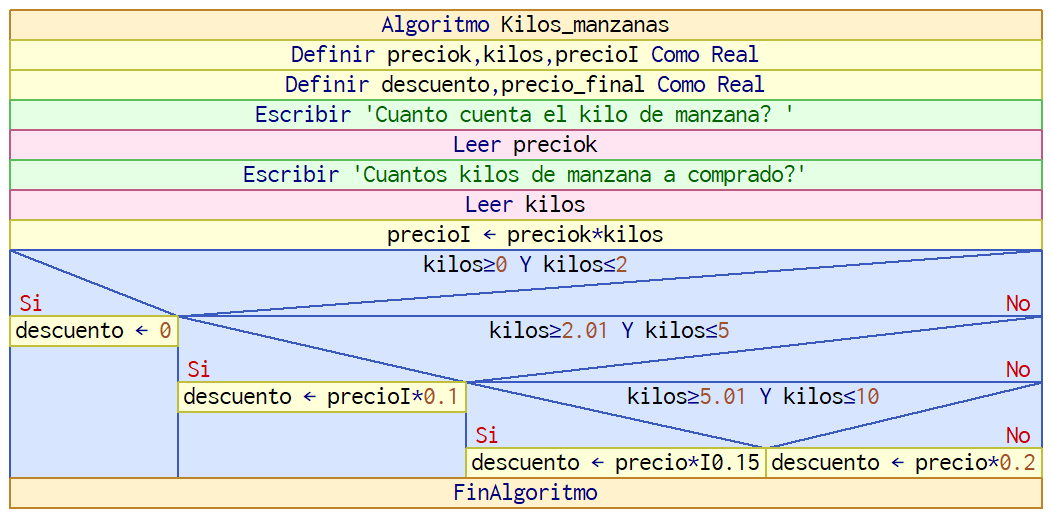 Algoritmo Kilos_manzanas
Definir preciok,kilos,precioI Como Real
Definir descuento,precio_final Como Real
Escribir 'Cuanto cuenta el kilo de manzana? '
Leer preciok
Escribir 'Cuantos kilos de manzana a comprado?'
Leer kilos
precioI ← preciok*kilos
kilos≥0 Y kilos≤2
Si No
descuento ← 0
kilos≥2.01 Y kilos≤5
Si No
descuento ← precioI*0.1
kilos≥5.01 Y kilos≤10
Si No
descuento ← precio*I0.15 descuento ← precio*0.2
FinAlgoritmo